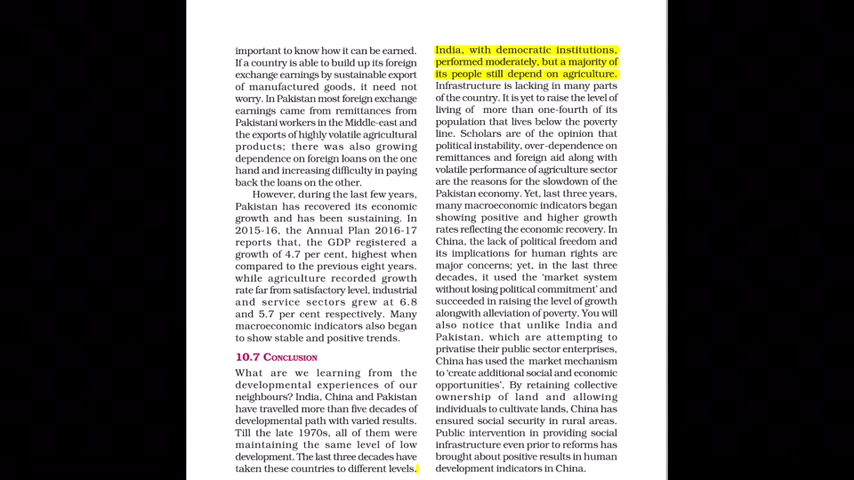 important to know how it can be earned.
If a country is able to build up its foreign
exchange earnings by sustainable export
of manufactured goods, it need not
worry. In Pakistan most foreign exchange
earnings came from remittances from
Pakistani workers in the Middle-east and
the exports of highly volatile agricultural
products; there was also growing
dependence on foreign loans on the one
hand and increasing difficulty in paying
back the loans on the other.
However, during the last few years,
Pakistan has recovered its economic
growth and has been sustaining. In
2015-16, the Annual Plan 2016-17
reports that, the GDP registered a
growth of 4.7 per cent, highest when
compared to the previous eight years.
while agriculture recorded growth
rate far from satisfactory level, industrial
and service sectors grew at 6.8
and 5.7 per cent respectively. Many
macroeconomic indicators also began
to show stable and positive trends.
10.7 CONCLUSION
What are we learning from the
developmental experiences of our
neighbours? India, China and Pakistan
have travelled more than five decades of
developmental path with varied results.
Till the late 1970s, all of them were
maintaining the same level of low
development. The last three decades have
taken these countries to different levels.
India, with democratic institutions,
performed moderately, but a majority of
its people still depend on agriculture.
Infrastructure is lacking in many parts
of the country. It is yet to raise the level of
living of more than one-fourth of its
population that lives below the poverty
line. Scholars are of the opinion that
political instability, over-dependence on
remittances and foreign aid along with
volatile performance of agriculture sector
are the reasons for the slowdown of the
Pakistan economy. Yet, last three years,
many macroeconomic indicators began
showing positive and higher growth
rates reflecting the economic recovery. In
China, the lack of political freedom and
its implications for human rights are
major concerns; yet, in the last three
decades, it used the ‘market system
without losing political commitment’ and
succeeded in raising the level of growth
alongwith alleviation of poverty. You will
also notice that unlike India and
Pakistan, which are attempting to
privatise their public sector enterprises,
China has used the market mechanism
to ‘create additional social and economic
opportunities’. By retaining collective
ownership of land and allowing
individuals to cultivate lands, China has
ensured social security in rural areas.
Public intervention in providing social
infrastructure even prior to reforms has
brought about positive results in human
development indicators in China.